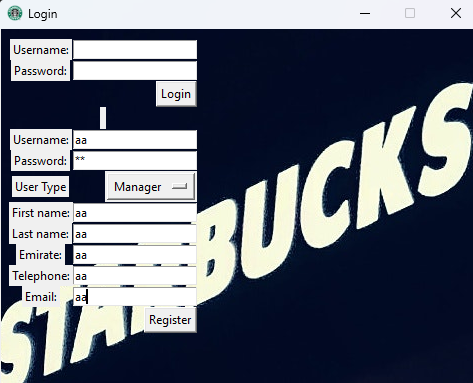 Login
Username:
Password:
Login
Username: aa
Password: **
User Type Manager
First name: aa
Last name: aa
Emirate: aa
Telephone: aa
Email: aa
Register
STARBUCKS